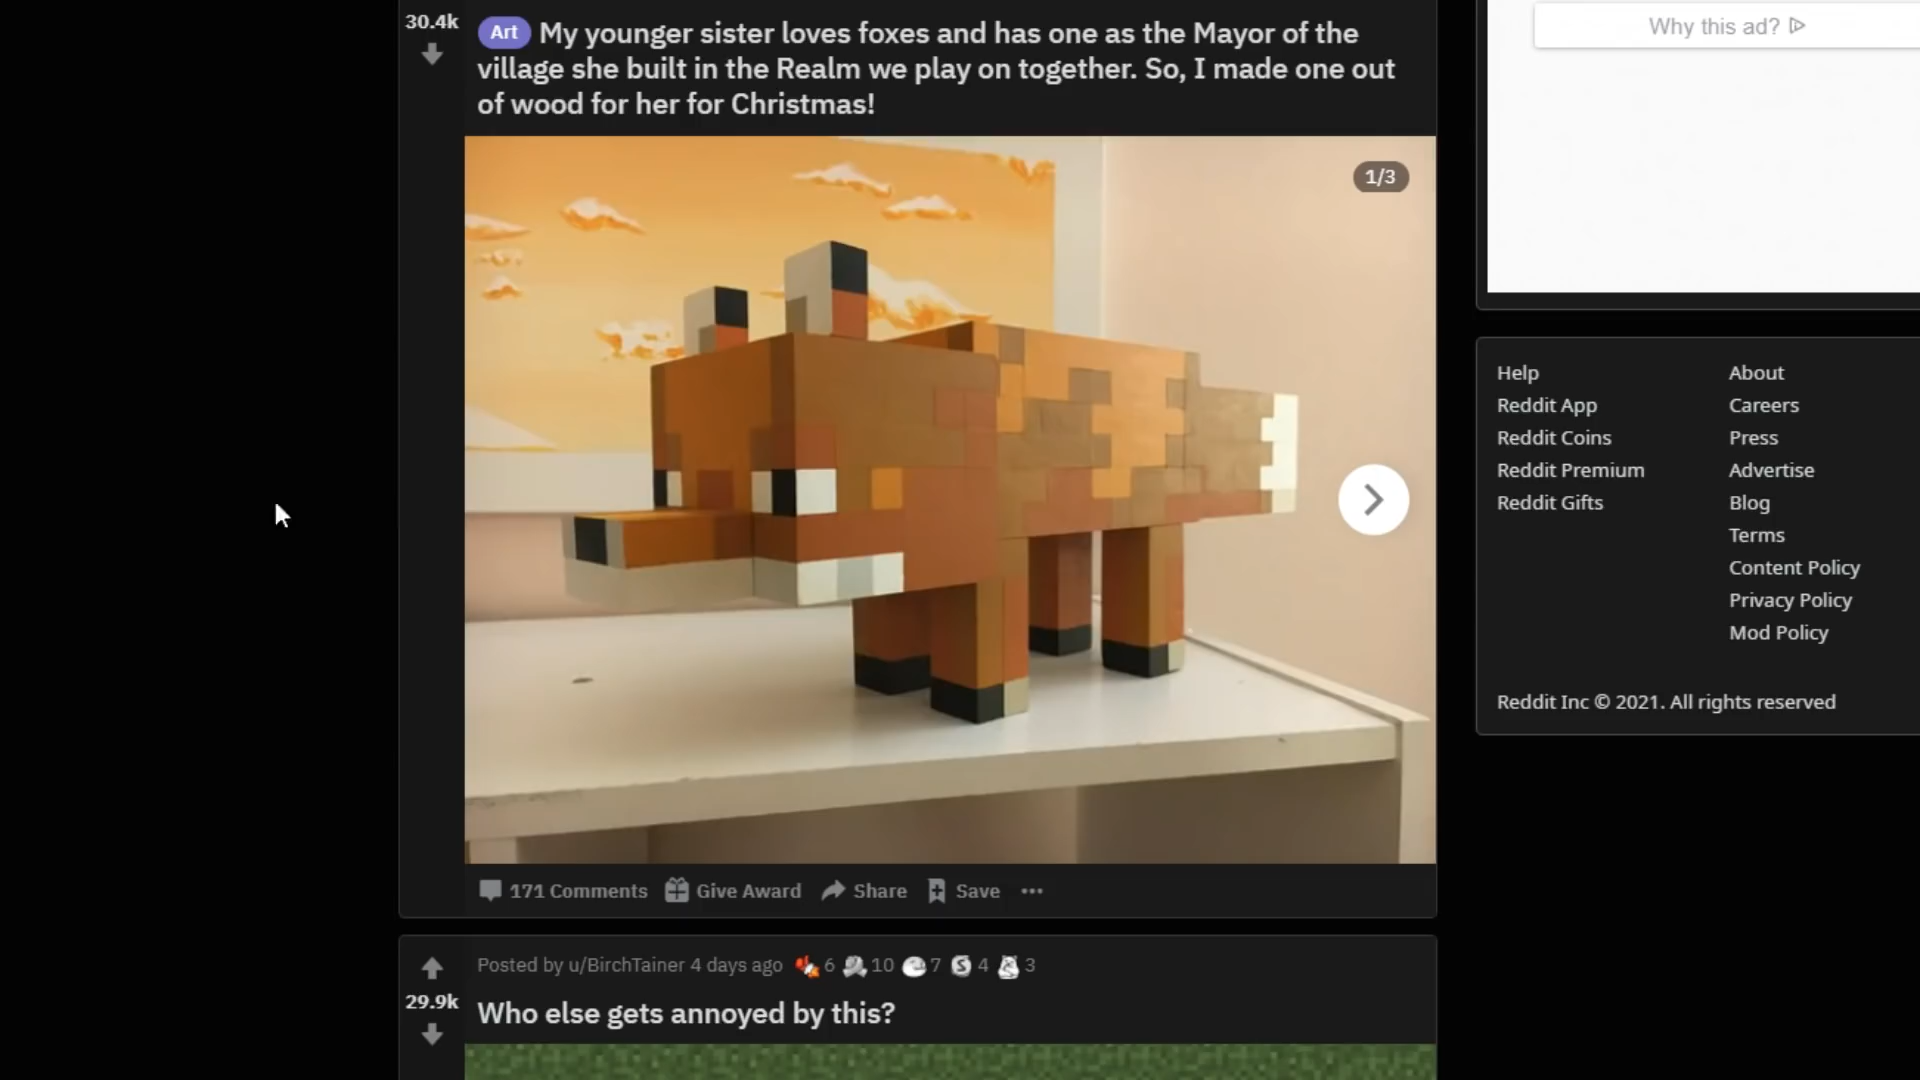 30.4k
Art My younger sister loves foxes and has one as the Mayor of the
village she built in the Realm we play on together. So, I made one out
of wood for her for Christmas!
1/3
171 Comments Give Award Share Save
Posted by u/BirchTainer 4 days ago 6 10 7 S 4 3
29.9k
Who else gets annoyed by this?
Why this ad?
Help
Reddit App
Reddit Coins
Reddit Premium
Reddit Gifts
About
Careers
Press
Advertise
Blog
Terms
Content Policy
Privacy Policy
Mod Policy
Reddit Inc © 2021. All rights reserved